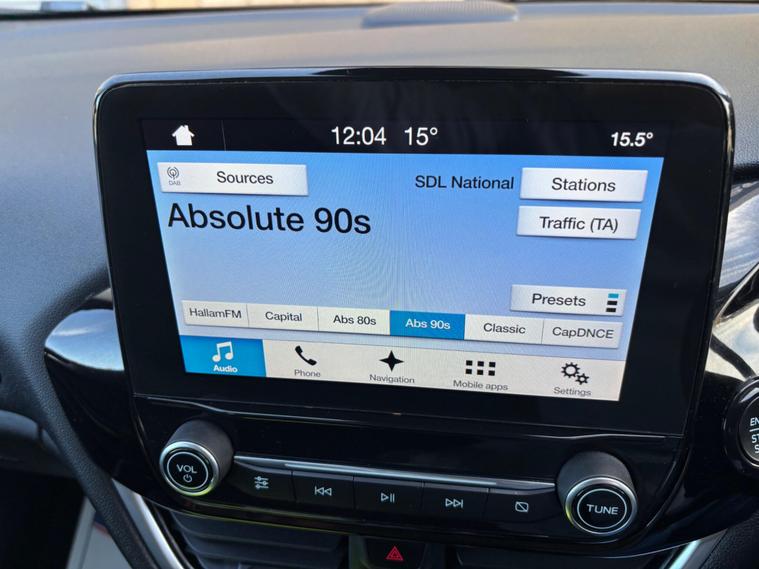 12:04 15° 15.5°
DAB Sources SDL National Stations
Absolute 90s Traffic (TA)
Presets
HallamFM Capital Abs 80s Abs 90s Classic CapDNCE
Audio Phone Navigation Mobile apps Settings
VOL TUNE